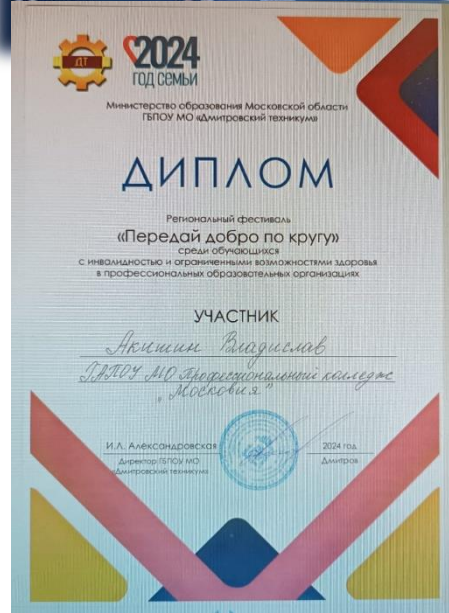 ДТ
2024
ГОД СЕМЬИ
Министерство образования Московской области
ГБПОУ МО «Дмитровский техникум»
ДИПЛОМ
Региональный фестиваль
«Передай добро по кругу»
среди обучающихся
с инвалидностью и ограниченными возможностями здоровья
в профессиональных образовательных организациях
УЧАСТНИК
Акитин Владислав
ГАПОУ МО Профессиональный колледж
"Московия"
И.Л. Александровская
Директор ГБПОУ МО
«Дмитровский техникум»
2024 год
Дмитров